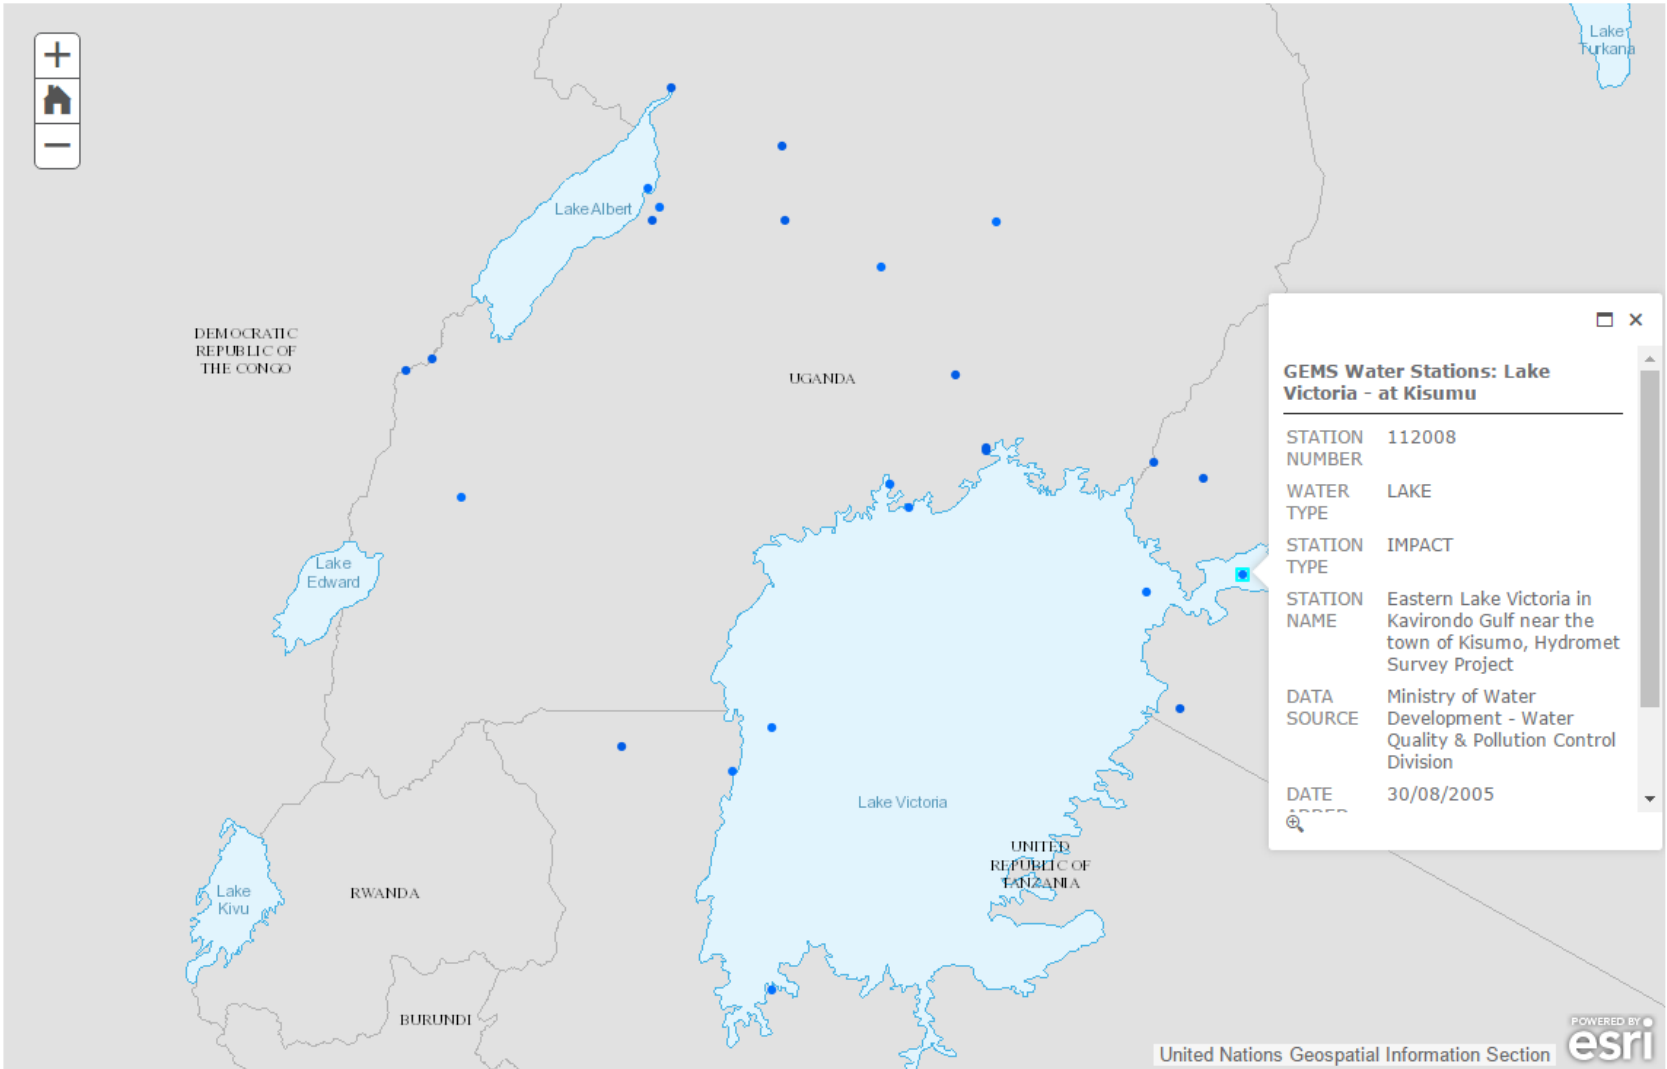 Lake
Turkana
Lake Albert
DEMOCRATIC
REPUBLIC OF
THE CONGO
UGANDA
GEMS Water Stations: Lake
Victoria - at Kisumu
STATION NUMBER 112008
WATER TYPE LAKE
STATION TYPE IMPACT
STATION NAME Eastern Lake Victoria in
Kavirondo Gulf near the
town of Kisumo, Hydromet
Survey Project
DATA SOURCE Ministry of Water
Development - Water
Quality & Pollution Control
Division
DATE 30/08/2005
Lake
Edward
Lake Victoria
UNITED
REPUBLIC OF
TANZANIA
Lake
Kivu
RWANDA
BURUNDI
United Nations Geospatial Information Section
POWERED BY
esri